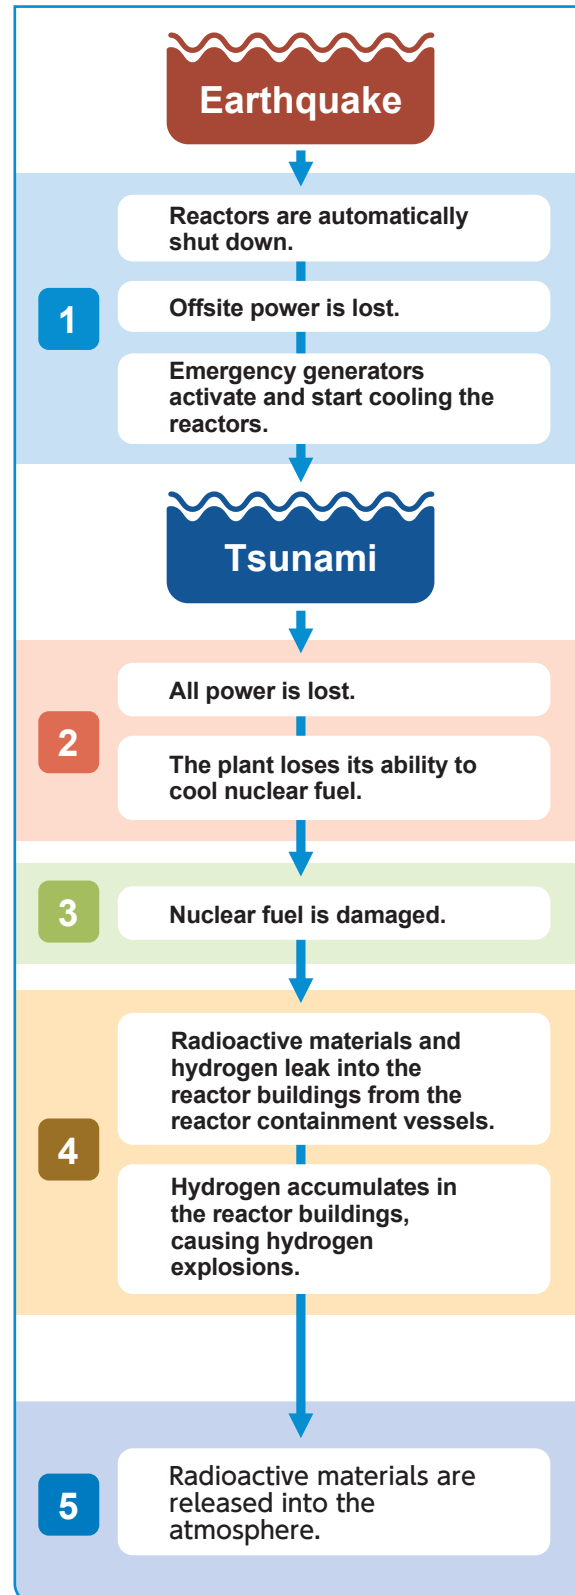 Earthquake
Reactors are automatically
shut down.
1
Offsite power is lost.
Emergency generators
activate and start cooling the
reactors.
Tsunami
All power is lost.
2
The plant loses its ability to
cool nuclear fuel.
3
Nuclear fuel is damaged.
Radioactive materials and
hydrogen leak into the
reactor buildings from the
reactor containment vessels.
4
Hydrogen accumulates in
the reactor buildings,
causing hydrogen
explosions.
5
Radioactive materials are
released into the
atmosphere.